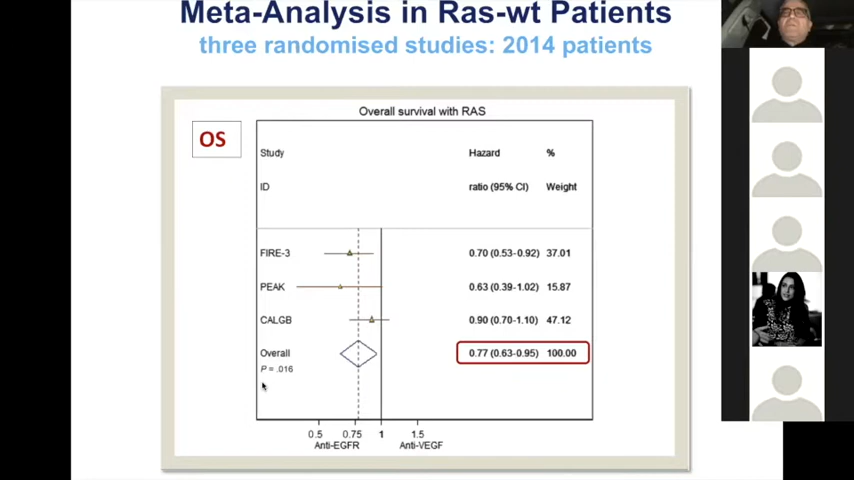 Meta-Analysis in Ras-wt Patients
three randomised studies: 2014 patients
Overall survival with RAS
OS
Study Hazard %
ID ratio (95% CI) Weight
FIRE-3 0.70 (0.53-0.92) 37.01
PEAK 0.63 (0.39-1.02) 15.87
CALGB 0.90 (0.70-1.10) 47.12
Overall 0.77 (0.63-0.95) 100.00
P = .016
0.5 0.75 1 1.5
Anti-EGFR Anti-VEGF